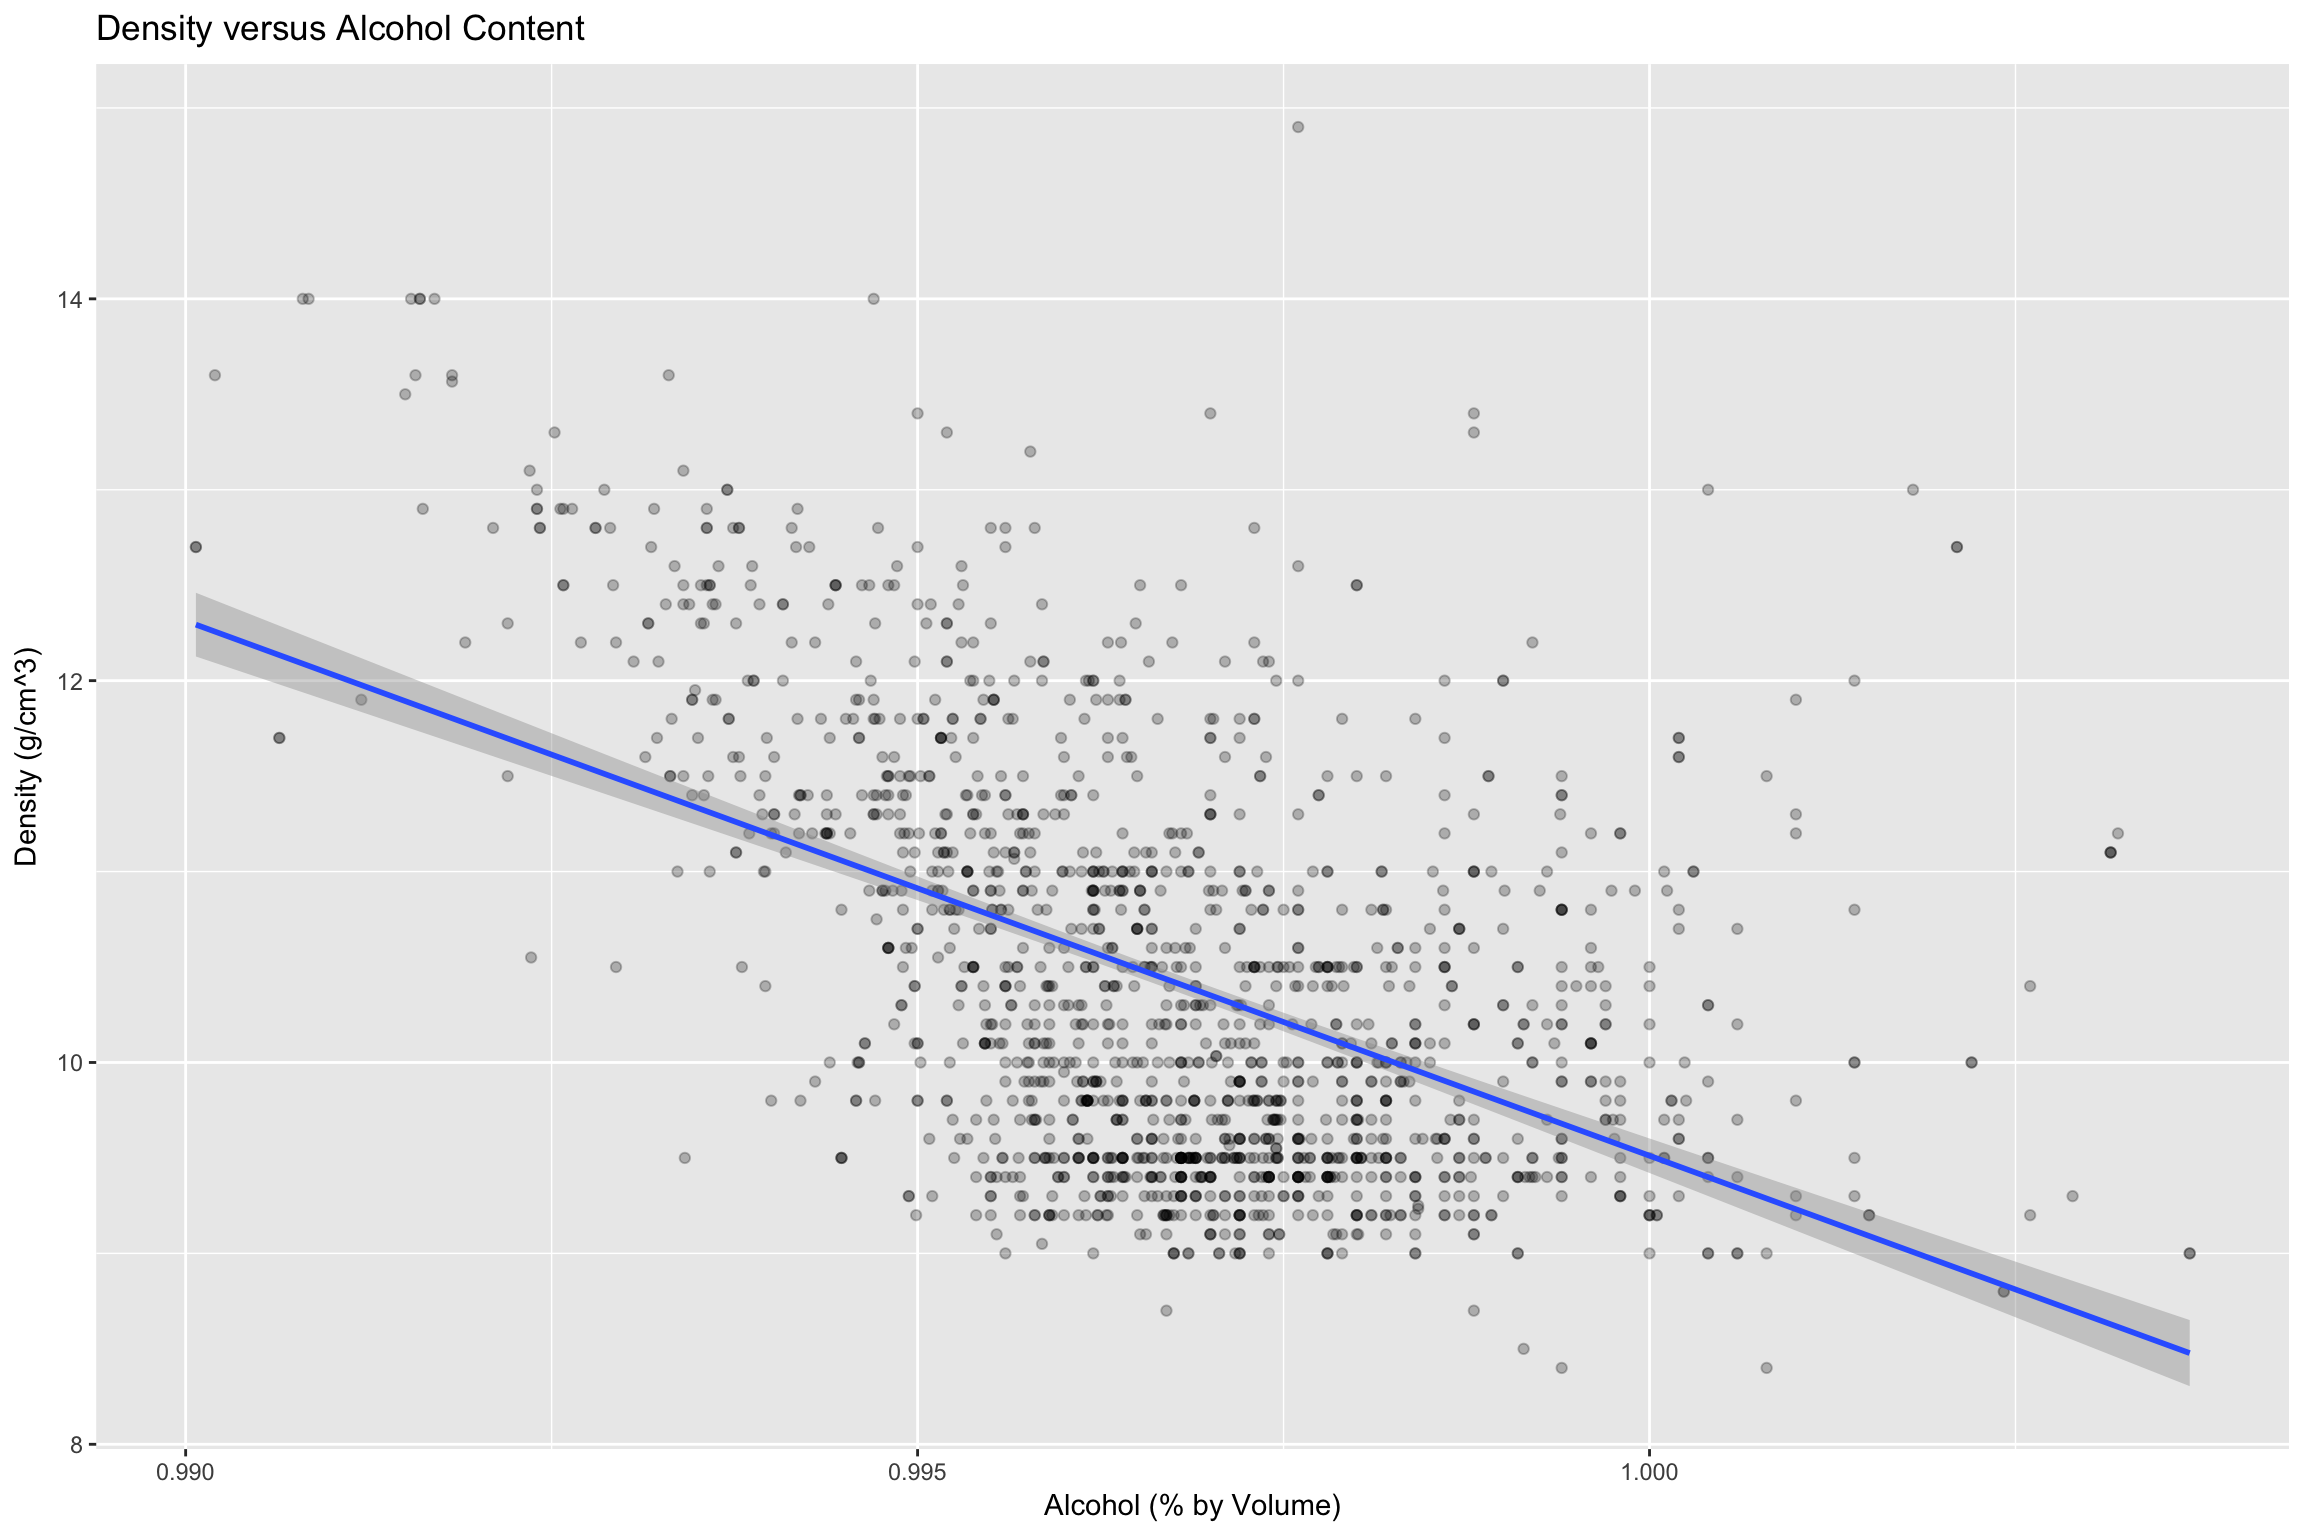 Density versus Alcohol Content
14
12
10
8
Density (g/cm^3)
0.990 0.995 1.000
Alcohol (% by Volume)